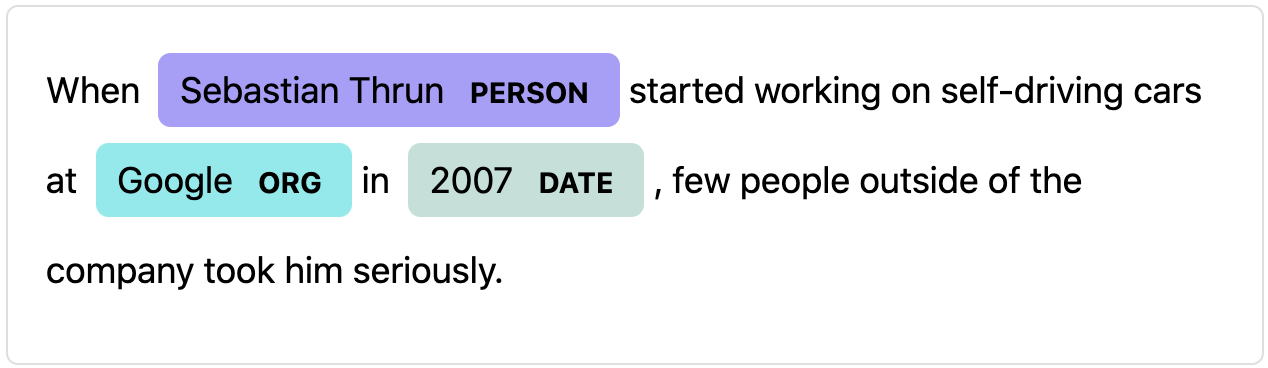 When Sebastian Thrun PERSON started working on self-driving cars
at Google ORG in 2007 DATE , few people outside of the
company took him seriously.